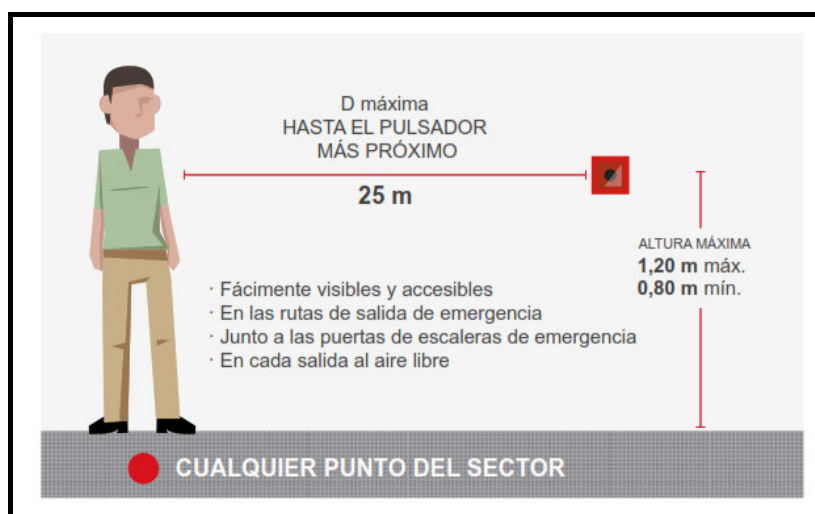 D máxima
HASTA EL PULSADOR
MÁS PRÓXIMO
25 m
ALTURA MÁXIMA
1,20 m máx.
0,80 m mín.
· Fácimente visibles y accesibles
· En las rutas de salida de emergencia
· Junto a las puertas de escaleras de emergencia
· En cada salida al aire libre
CUALQUIER PUNTO DEL SECTOR